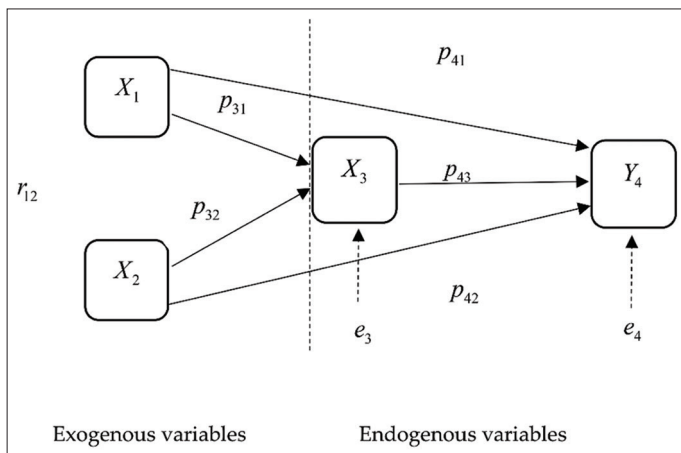 p₄₁
X₁
p₃₁
X₃
Y₄
p₄₃
r₁₂
p₃₂
X₂
p₄₂
e₃
e₄
Exogenous variables
Endogenous variables